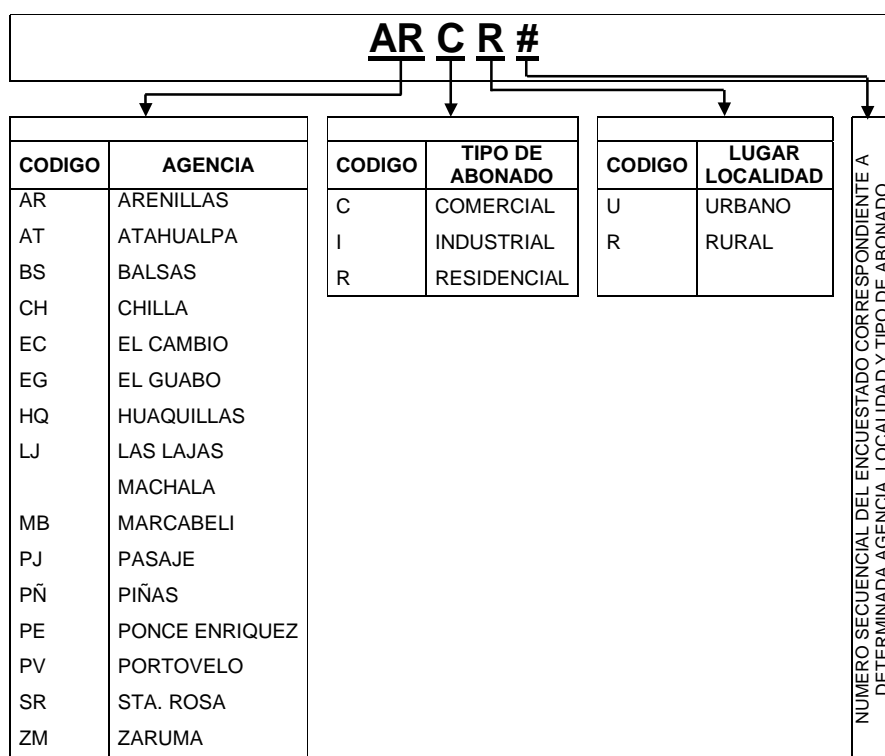 AR C R #
CODIGO AGENCIA
AR ARENILLAS
AT ATAHUALPA
BS BALSAS
CH CHILLA
EC EL CAMBIO
EG EL GUABO
HQ HUAQUILLAS
LJ LAS LAJAS
MACHALA
MB MARCABELI
PJ PASAJE
PÑ PIÑAS
PE PONCE ENRIQUEZ
PV PORTOVELO
SR STA. ROSA
ZM ZARUMA
CODIGO TIPO DE
ABONADO
C COMERCIAL
I INDUSTRIAL
R RESIDENCIAL
CODIGO LUGAR
LOCALIDAD
U URBANO
R RURAL
NUMERO SECUENCIAL DEL ENCUESTADO CORRESPONDIENTE A
DETERMINADA AGENCIA, LOCALIDAD Y TIPO DE ABONADO